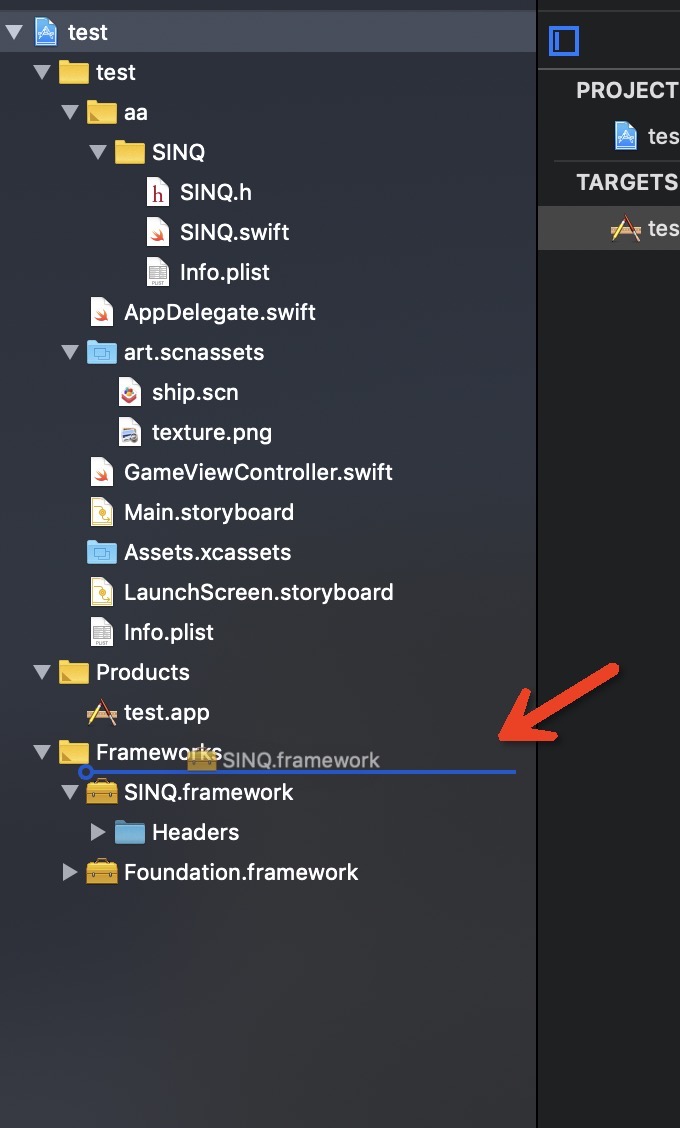 test
test
aa
SINQ
SINQ.h
SINQ.swift
Info.plist
AppDelegate.swift
art.scnassets
ship.scn
texture.png
GameViewController.swift
Main.storyboard
Assets.xcassets
LaunchScreen.storyboard
Info.plist
Products
test.app
Frameworks
SINQ.framework
SINQ.framework
Headers
Foundation.framework
PROJECT
tes
TARGETS
tes